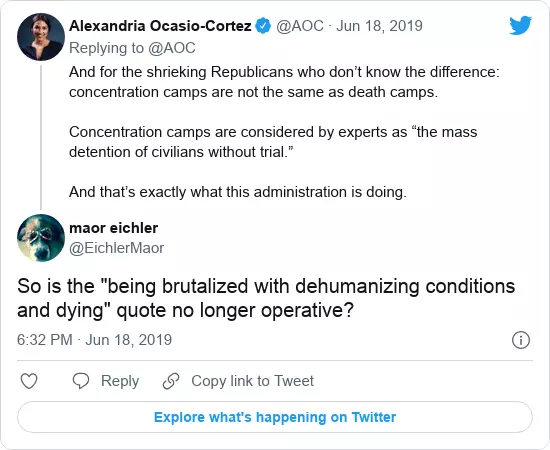 Alexandria Ocasio-Cortez @AOC · Jun 18, 2019
Replying to @AOC
And for the shrieking Republicans who don’t know the difference:
concentration camps are not the same as death camps.
Concentration camps are considered by experts as “the mass
detention of civilians without trial.”
And that’s exactly what this administration is doing.
maor eichler
@EichlerMaor
So is the "being brutalized with dehumanizing conditions
and dying" quote no longer operative?
6:32 PM · Jun 18, 2019
Reply Copy link to Tweet
Explore what's happening on Twitter